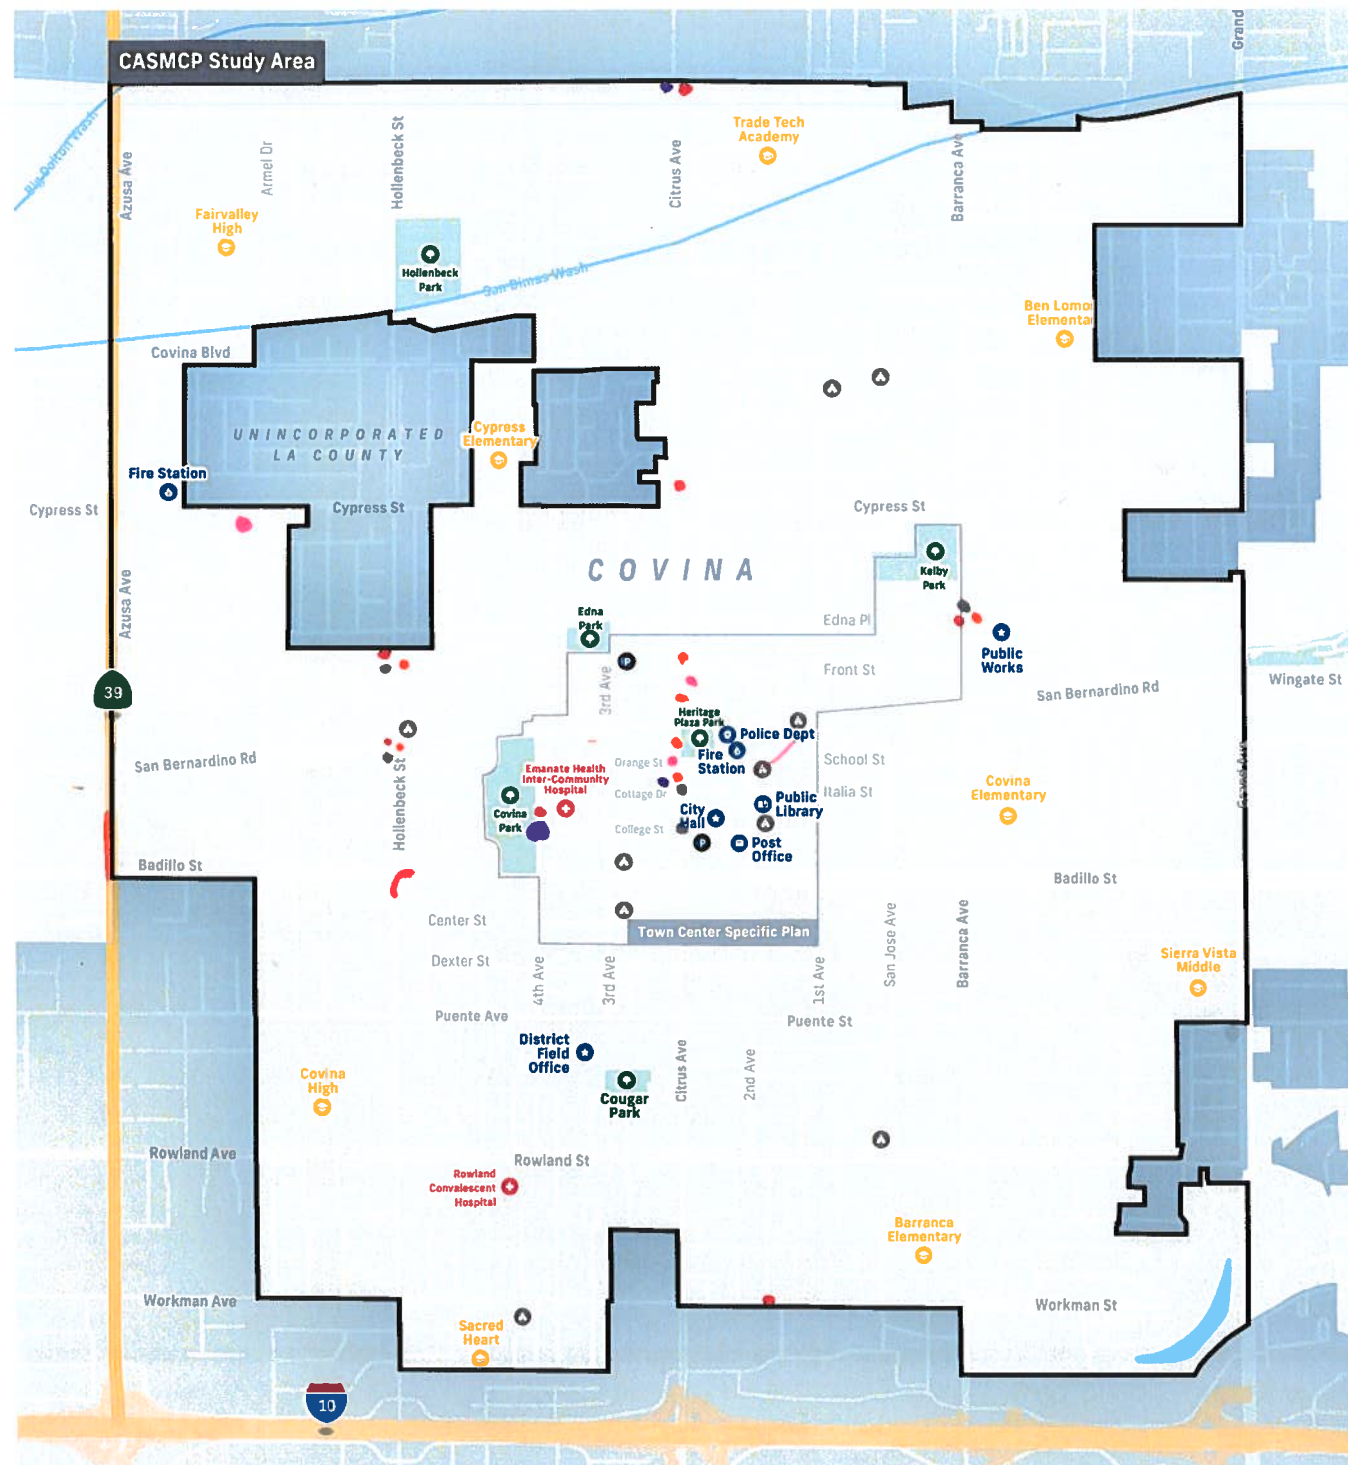 CASMCP Study Area
Grand
Big Dalton Wash
Azusa Ave
Armel Dr
Hollenbeck St
Citrus Ave
Trade Tech
Academy
Barranca Ave
Fairvalley
High
Hollenbeck
Park
San Dimas Wash
Ben Lomo
Elementa
Covina Blvd
UNINCORPORATED
LA COUNTY
Cypress
Elementary
Fire Station
Cypress St
Cypress St
Cypress St
COVINA
Kelby
Park
Azusa Ave
Edna
Park
Edna Pl
P
Public
Works
3rd Ave
Front St
Wingate St
39
San Bernardino Rd
Heritage
Plaza Park
Police Dept
Fire
Station
San Bernardino Rd
Orange St
School St
Emanate Health
Inter-Community
Hospital
Grand Ave
Covina
Elementary
Cottage Dr
Italia St
Public
Library
Hollenbeck St
Covina
Park
City
Hall
College St
P
Post
Office
Badillo St
Badillo St
Center St
Town Center Specific Plan
Dexter St
4th Ave
3rd Ave
1st Ave
San Jose Ave
Barranca Ave
Sierra Vista
Middle
Puente Ave
Puente St
District
Field
Office
Citrus Ave
2nd Ave
Covina
High
Cougar
Park
Rowland Ave
Rowland St
Rowland
Convalescent
Hospital
Barranca
Elementary
Workman Ave
Workman St
Sacred
Heart
10